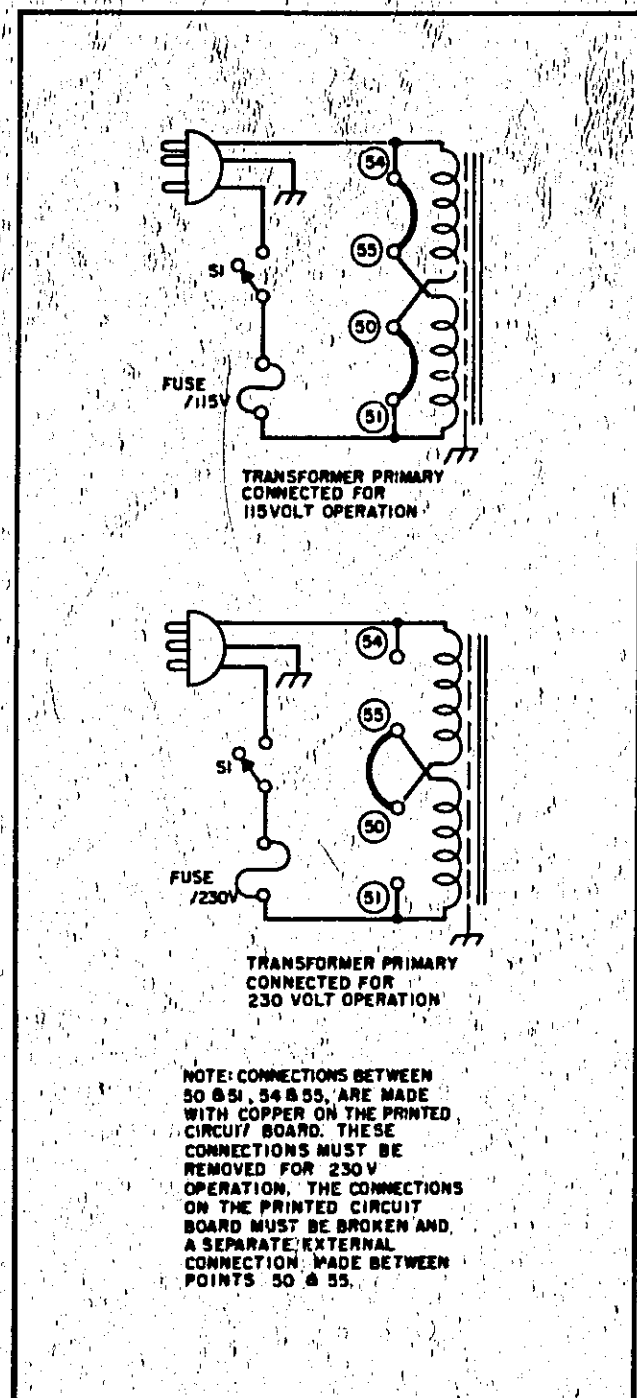 54
55
S1
50
FUSE
/115V
51
TRANSFORMER PRIMARY
CONNECTED FOR
115 VOLT OPERATION
54
55
S1
50
FUSE
/230V
51
TRANSFORMER PRIMARY
CONNECTED FOR
230 VOLT OPERATION
NOTE: CONNECTIONS BETWEEN
50 & 51, 54 & 55, ARE MADE
WITH COPPER ON THE PRINTED
CIRCUIT BOARD. THESE
CONNECTIONS MUST BE
REMOVED FOR 230 V
OPERATION, THE CONNECTIONS
ON THE PRINTED CIRCUIT
BOARD MUST BE BROKEN AND
A SEPARATE EXTERNAL
CONNECTION MADE BETWEEN
POINTS 50 & 55.